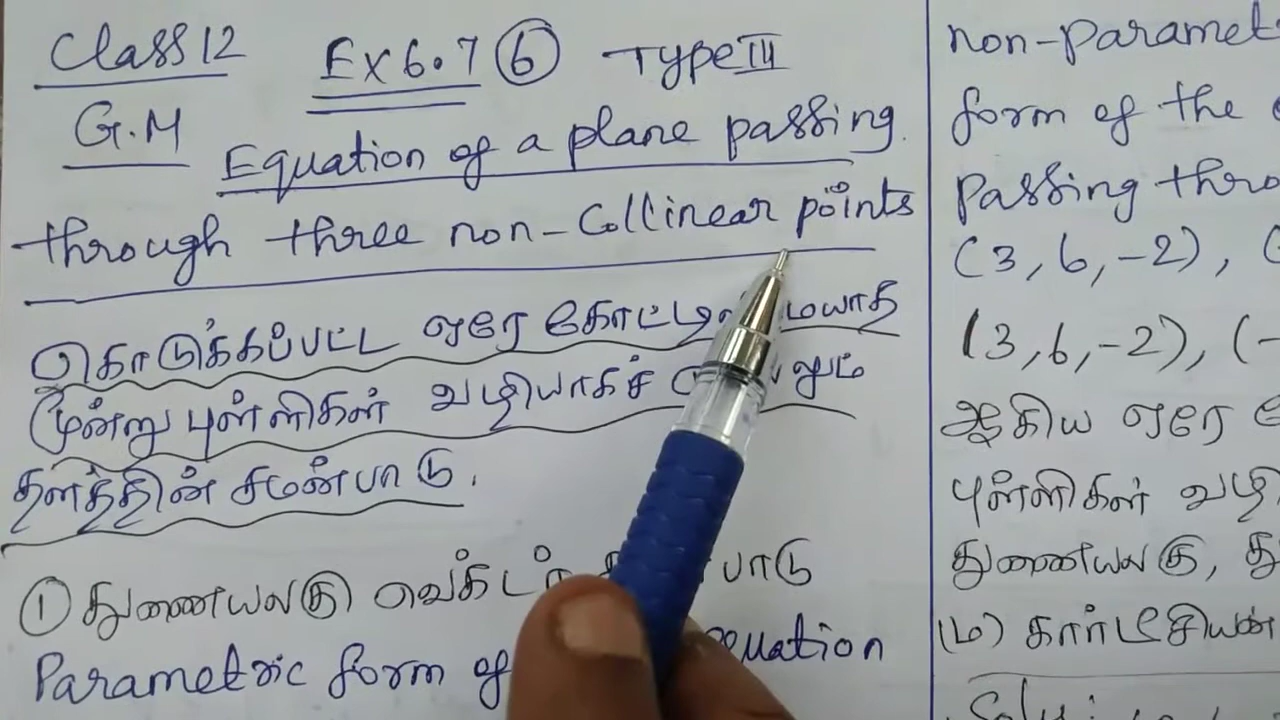 Class 12 Ex 6.7 ⑥ Type III
G.M
Equation of a plane passing
through three non-Collinear points
கொடுக்கப்பட்ட ஒரே
மூன்று புள்ளிகள் வழியாகச்
தளத்தின் சமன்பாடு.
① துணையலகு வெக்டர்
Parametric form of
non-Paramet
form of the
Passing thro
(3, 6, -2), (
(3, 6, -2), (-
ஆகிய ஒரே
புள்ளிகள் வழி
துணையலகு, து
(ம) கார்டீசியன்
Solu: